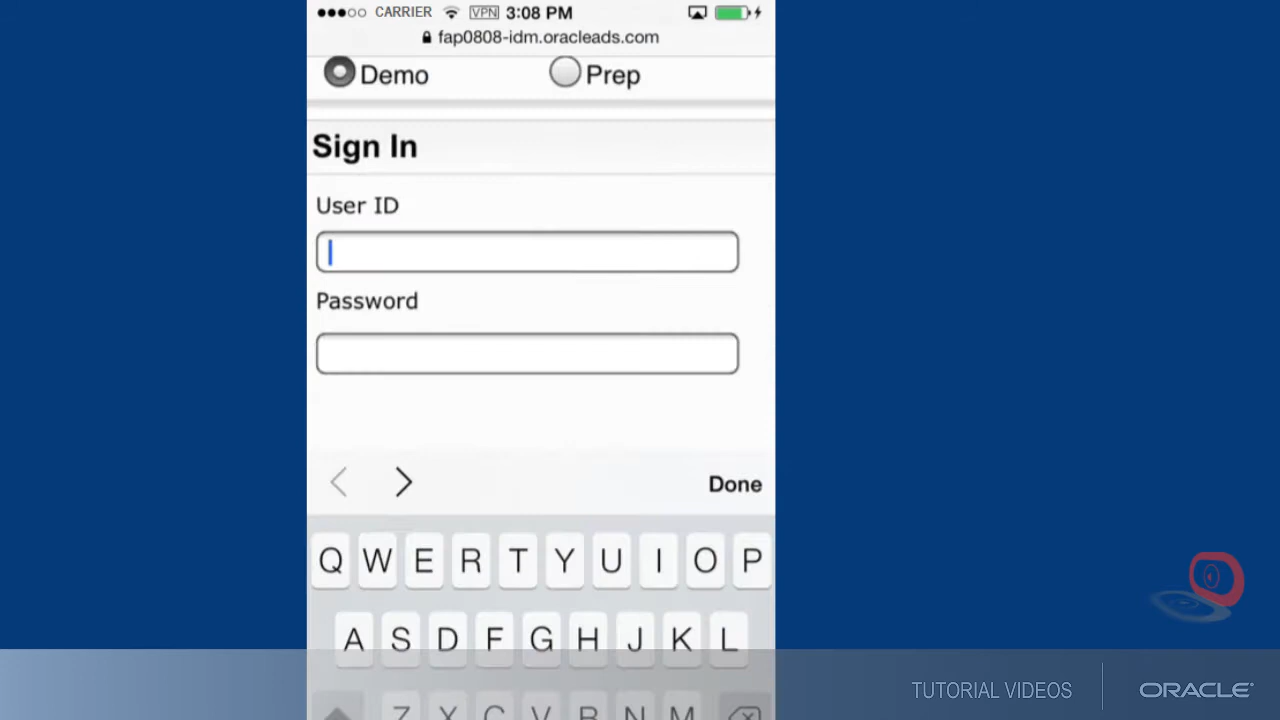 CARRIER VPN 3:08 PM
fap0808-idm.oracleads.com
Demo Prep
Sign In
User ID
Password
Done
Q W E R T Y U I O P
A S D F G H J K L
Z X C V B N M
TUTORIAL VIDEOS ORACLE